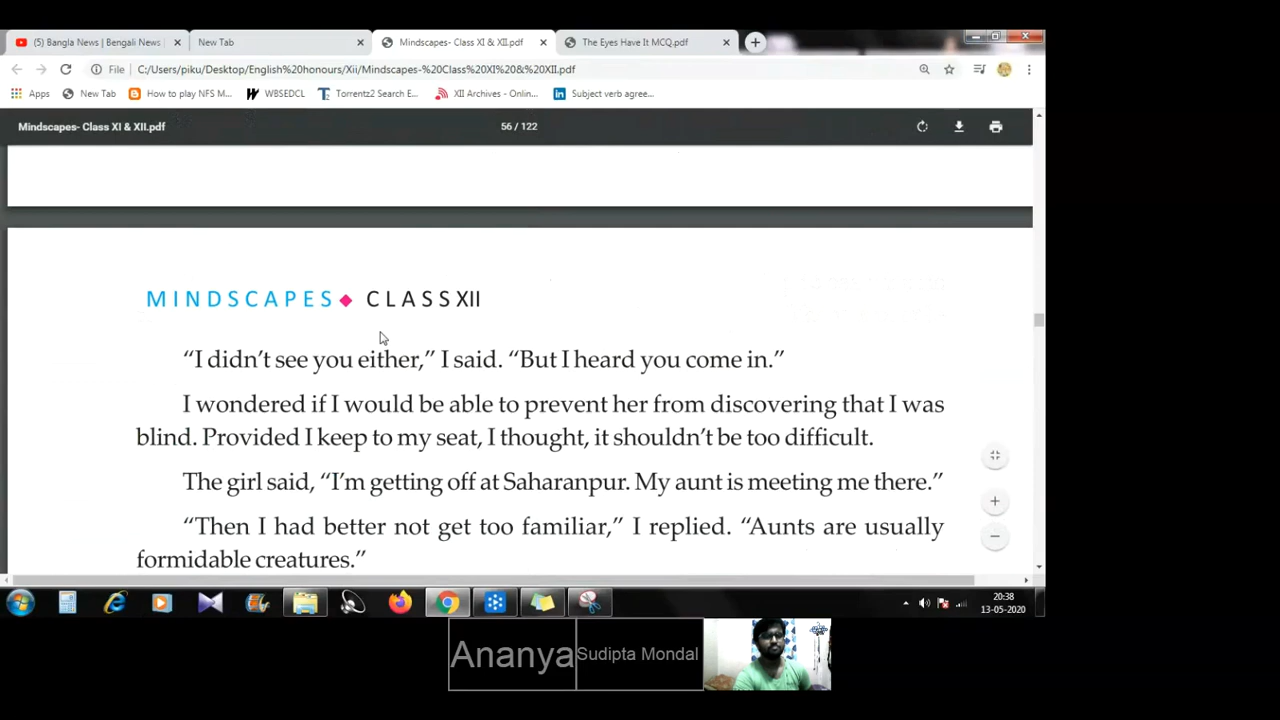 (5) Bangla News | Bengali News
New Tab
Mindscapes- Class XI & XII.pdf
The Eyes Have It MCQ.pdf
File
C:/Users/piku/Desktop/English%20honours/Xii/Mindscapes-%20Class%20XI%20&%20XII.pdf
Apps
New Tab
How to play NFS M...
WBSEDCL
Torrentz2 Search E...
XII Archives - Onlin...
Subject verb agree...
Mindscapes- Class XI & XII.pdf
56 / 122
MINDSCAPES ◆ CLASS XII
“I didn’t see you either,” I said. “But I heard you come in.”
I wondered if I would be able to prevent her from discovering that I was
blind. Provided I keep to my seat, I thought, it shouldn’t be too difficult.
The girl said, “I’m getting off at Saharanpur. My aunt is meeting me there.”
“Then I had better not get too familiar,” I replied. “Aunts are usually
formidable creatures.”
20:38
13-05-2020
Ananya
Sudipta Mondal